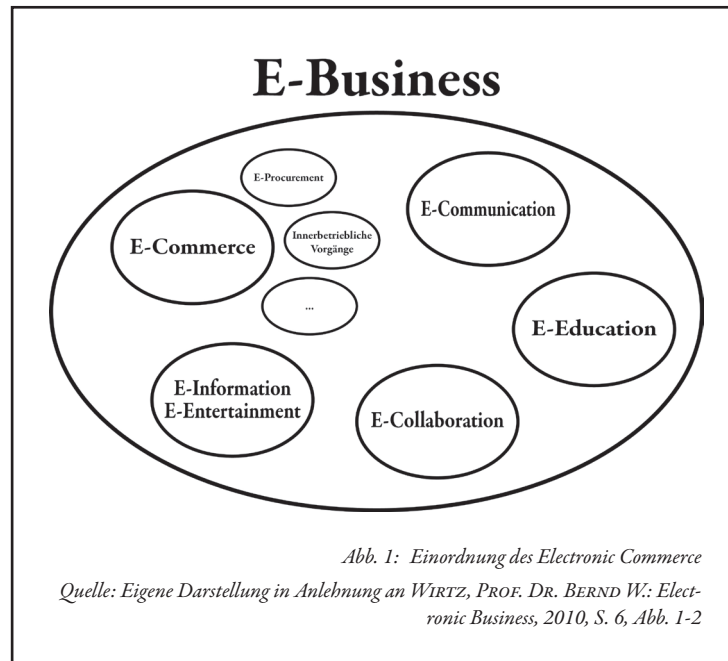 E-Business
E-Procurement
E-Communication
E-Commerce
Innerbetriebliche
Vorgänge
...
E-Education
E-Information
E-Entertainment
E-Collaboration
Abb. 1: Einordnung des Electronic Commerce
Quelle: Eigene Darstellung in Anlehnung an WIRTZ, PROF. DR. BERND W.: Elect-
ronic Business, 2010, S. 6, Abb. 1-2